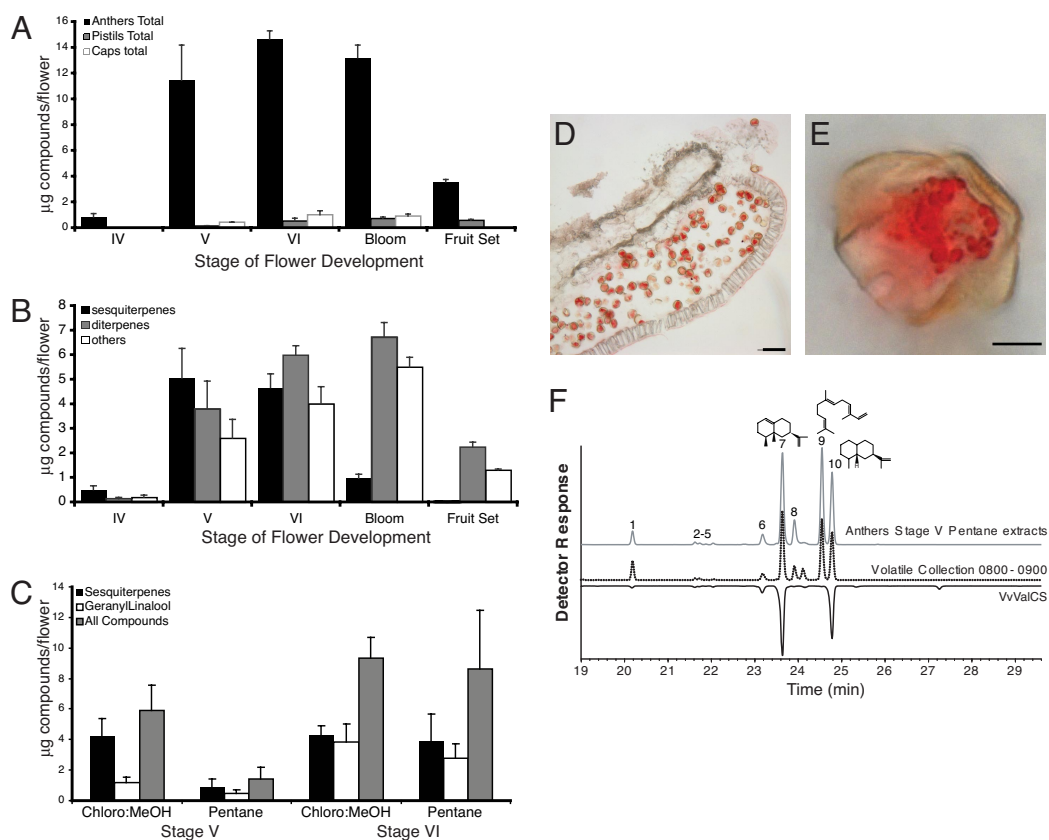 A
Anthers Total
Pistils Total
Caps total
µg compounds/flower
16
14
12
10
8
6
4
2
0
IV V VI Bloom Fruit Set
Stage of Flower Development
B
sesquiterpenes
diterpenes
others
µg compounds/flower
8
7
6
5
4
3
2
1
0
IV V VI Bloom Fruit Set
C
Sesquiterpenes
GeranylLinalool
All Compounds
µg compounds/flower
14
12
10
8
6
4
2
0
Chloro:MeOH Pentane Chloro:MeOH Pentane
Stage V Stage VI
D
E
F
Detector Response
1
2-5
6
7
8
9
10
H
Anthers Stage V Pentane extracts
Volatile Collection 0800 - 0900
VvValCS
19 20 21 22 23 24 25 26 27 28 29
Time (min)